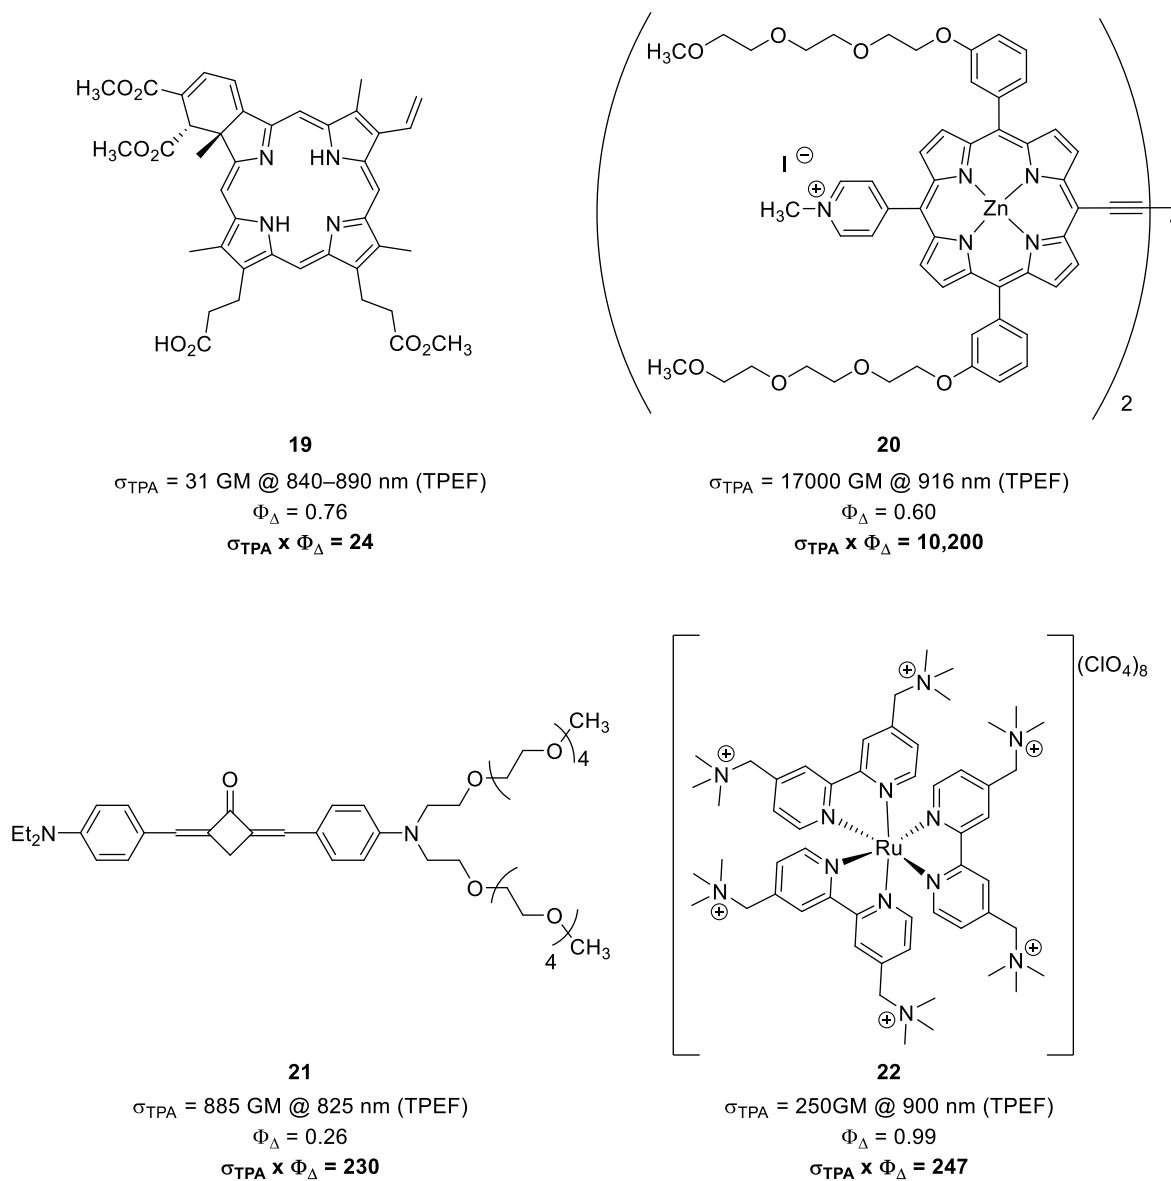 H₃CO₂C
H₃CO₂C
N
HN
NH
N
HO₂C
CO₂CH₃
19
σTPA = 31 GM @ 840–890 nm (TPEF)
ΦΔ = 0.76
σTPA x ΦΔ = 24
H₃CO
O
O
O
I ⊖
H₃C
N
⊕
N
N
Zn
N
N
H₃CO
O
O
O
2
20
σTPA = 17000 GM @ 916 nm (TPEF)
ΦΔ = 0.60
σTPA x ΦΔ = 10,200
O
Et₂N
N
O
O
CH₃
4
O
O
CH₃
4
21
σTPA = 885 GM @ 825 nm (TPEF)
ΦΔ = 0.26
σTPA x ΦΔ = 230
(ClO₄)₈
⊕
N
⊕
N
N
⊕
N
N
N
Ru
N
N
N
N
⊕
N
⊕
N
⊕
22
σTPA = 250GM @ 900 nm (TPEF)
ΦΔ = 0.99
σTPA x ΦΔ = 247